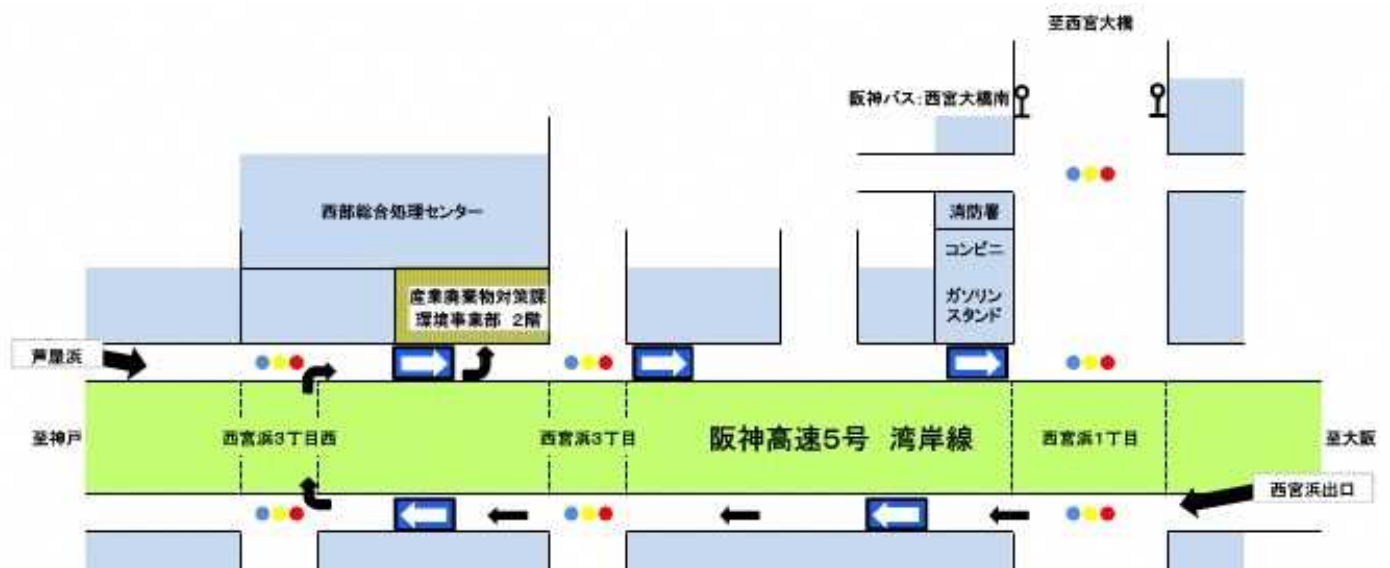 至西宮大橋
阪神バス:西宮大橋南
西部総合処理センター
消防署
コンビニ
産業廃棄物対策課
環境事業部 2階
ガソリン
スタンド
芦屋浜
至神戸
西宮浜3丁目西
西宮浜3丁目
阪神高速5号 湾岸線
西宮浜1丁目
至大阪
西宮浜出口